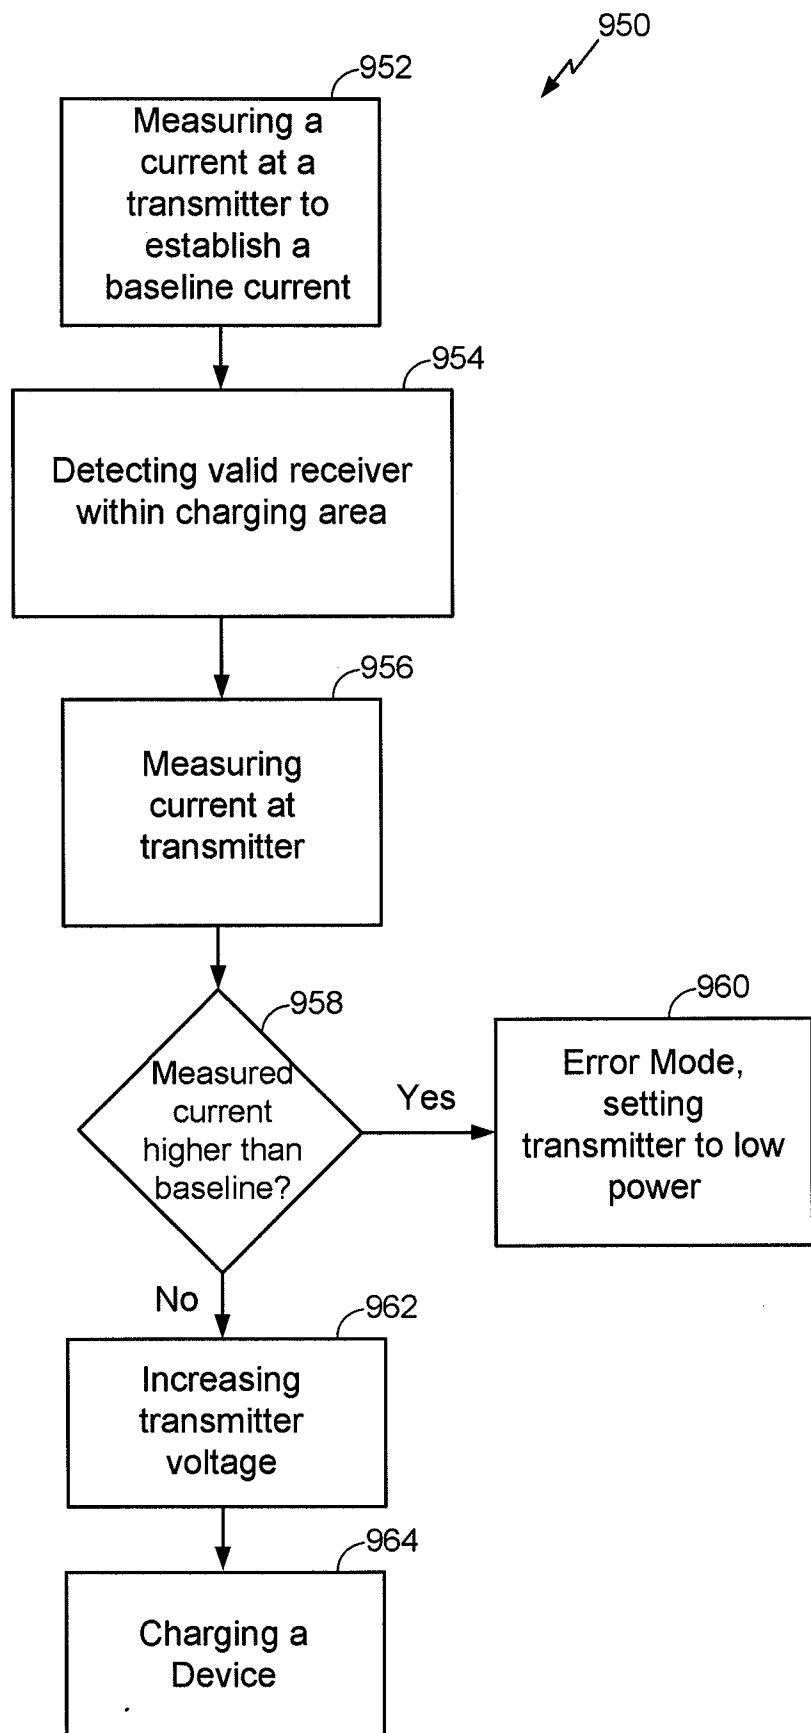 950
952
Measuring a
current at a
transmitter to
establish a
baseline current
954
Detecting valid receiver
within charging area
956
Measuring
current at
transmitter
958
Measured
current
higher than
baseline?
Yes
960
Error Mode,
setting
transmitter to low
power
No
962
Increasing
transmitter
voltage
964
Charging a
Device